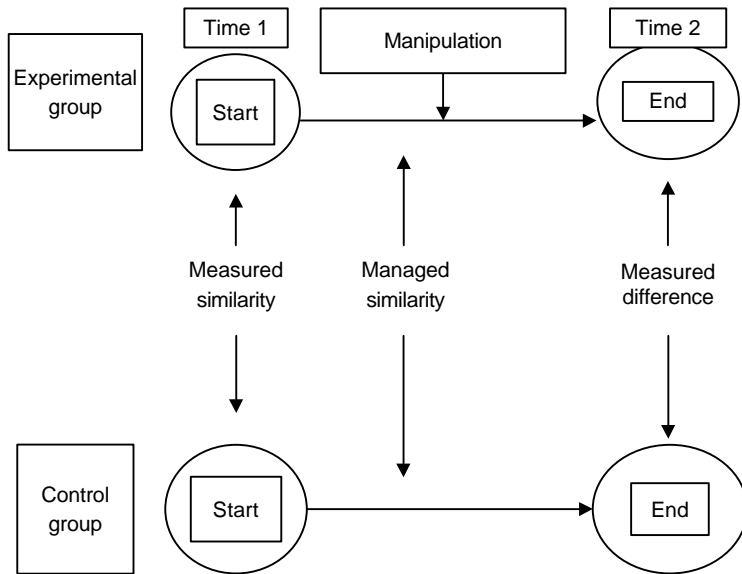 Time 1
Manipulation
Time 2
Experimental
group
Start
End
Measured
similarity
Managed
similarity
Measured
difference
Control
group
Start
End